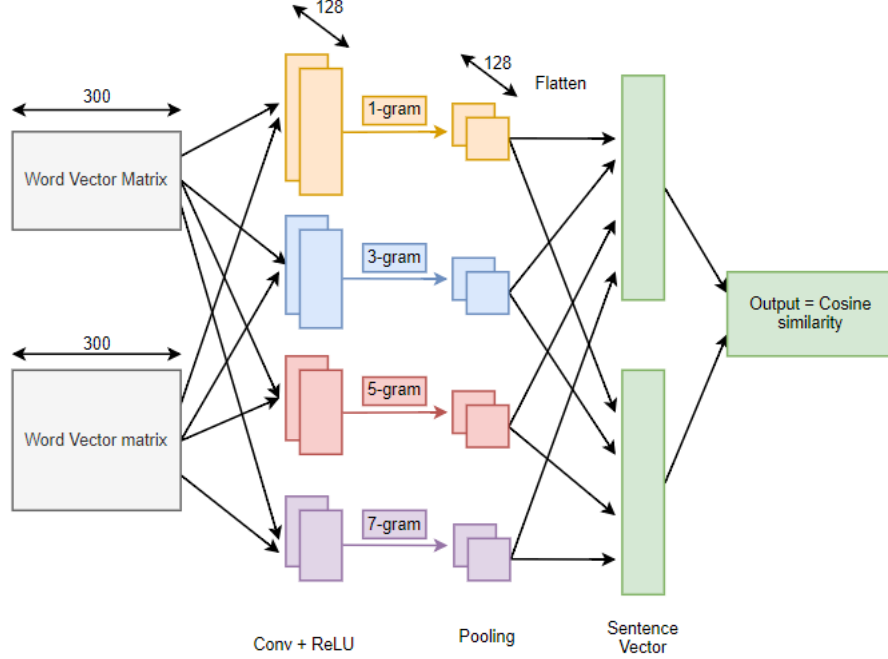 128
128
Flatten
300
1-gram
Word Vector Matrix
3-gram
Output = Cosine
similarity
300
5-gram
Word Vector matrix
7-gram
Conv + ReLU
Pooling
Sentence
Vector